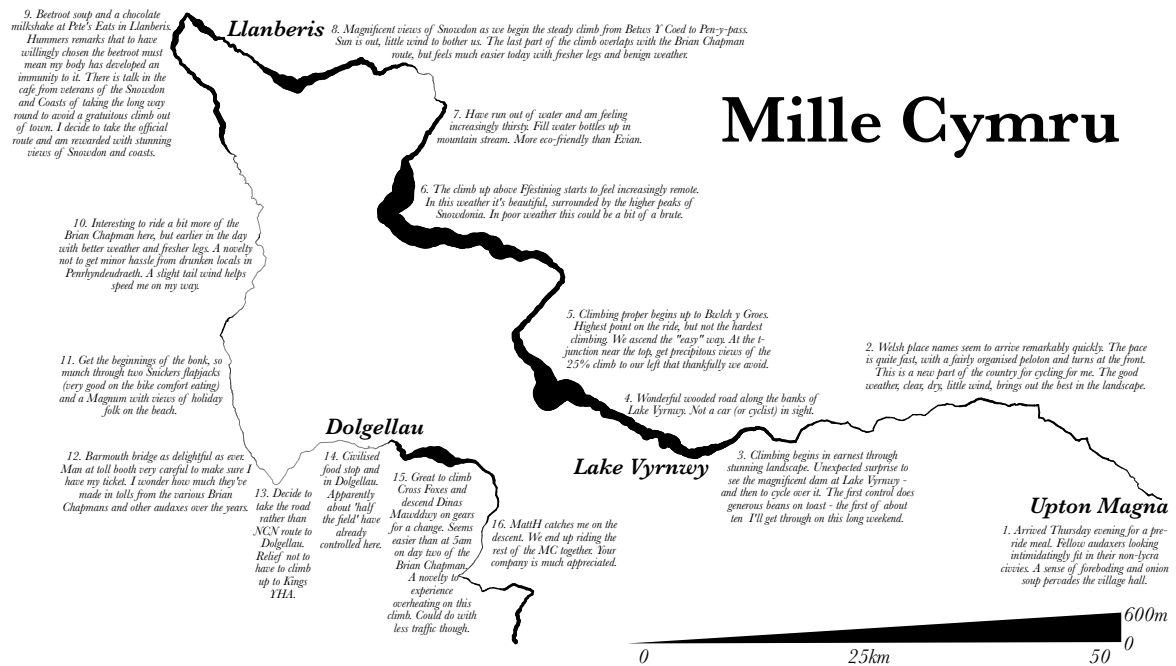 Mille Cymru
Llanberis
Dolgellau
Lake Vyrnwy
Upton Magna
1. Arrived Thursday evening for a pre-
ride meal. Fellow audaxers looking
intimidatingly fit in their non-lycra
civvies. A sense of foreboding and onion
soup pervades the village hall.
2. Welsh place names seem to arrive remarkably quickly. The pace
is quite fast, with a fairly organised peloton and turns at the front.
This is a new part of the country for cycling for me. The good
weather, clear, dry, little wind, brings out the best in the landscape.
3. Climbing begins in earnest through
stunning landscape. Unexpected surprise to
see the magnificent dam at Lake Vyrnwy -
and then to cycle over it. The first control does
generous beans on toast - the first of about
ten I'll get through on this long weekend.
4. Wonderful wooded road along the banks of
Lake Vyrnwy. Not a car (or cyclist) in sight.
5. Climbing proper begins up to Bwlch y Groes.
Highest point on the ride, but not the hardest
climbing. We ascend the "easy" way. At the t-
junction near the top, get precipitous views of the
25% climb to our left that thankfully we avoid.
6. The climb up above Ffestiniog starts to feel increasingly remote.
In this weather it's beautiful, surrounded by the higher peaks of
Snowdonia. In poor weather this could be a bit of a brute.
7. Have run out of water and am feeling
increasingly thirsty. Fill water bottles up in
mountain stream. More eco-friendly than Evian.
8. Magnificent views of Snowdon as we begin the steady climb from Betws Y Coed to Pen-y-pass.
Sun is out, little wind to bother us. The last part of the climb overlaps with the Brian Chapman
route, but feels much easier today with fresher legs and benign weather.
9. Beetroot soup and a chocolate
milkshake at Pete's Eats in Llanberis.
Hummers remarks that to have
willingly chosen the beetroot must
mean my body has developed an
immunity to it. There is talk in the
cafe from veterans of the Snowdon
and Coasts of taking the long way
round to avoid a gratuitous climb out
of town. I decide to take the official
route and am rewarded with stunning
views of Snowdon and coasts.
10. Interesting to ride a bit more of the
Brian Chapman here, but earlier in the day
with better weather and fresher legs. A novelty
not to get minor hassle from drunken locals in
Penrhyndeudraeth. A slight tail wind helps
speed me on my way.
11. Get the beginnings of the bonk, so
munch through two Snickers flapjacks
(very good on the bike comfort eating)
and a Magnum with views of holiday
folk on the beach.
12. Barmouth bridge as delightful as ever.
Man at toll booth very careful to make sure I
have my ticket. I wonder how much they've
made in tolls from the various Brian
Chapmans and other audaxes over the years.
13. Decide to
take the road
rather than
NCN route to
Dolgellau.
Relief not to
have to climb
up to Kings
YHA.
14. Civilised
food stop and
in Dolgellau.
Apparently
about 'half
the field' have
already
controlled here.
15. Great to climb
Cross Foxes and
descend Dinas
Mawddwy on gears
for a change. Seems
easier than at 5am
on day two of the
Brian Chapman.
A novelty to
experience
overheating on this
climb. Could do with
less traffic though.
16. MattH catches me on the
descent. We end up riding the
rest of the MC together. Your
company is much appreciated.
600m
0
0
25km
50